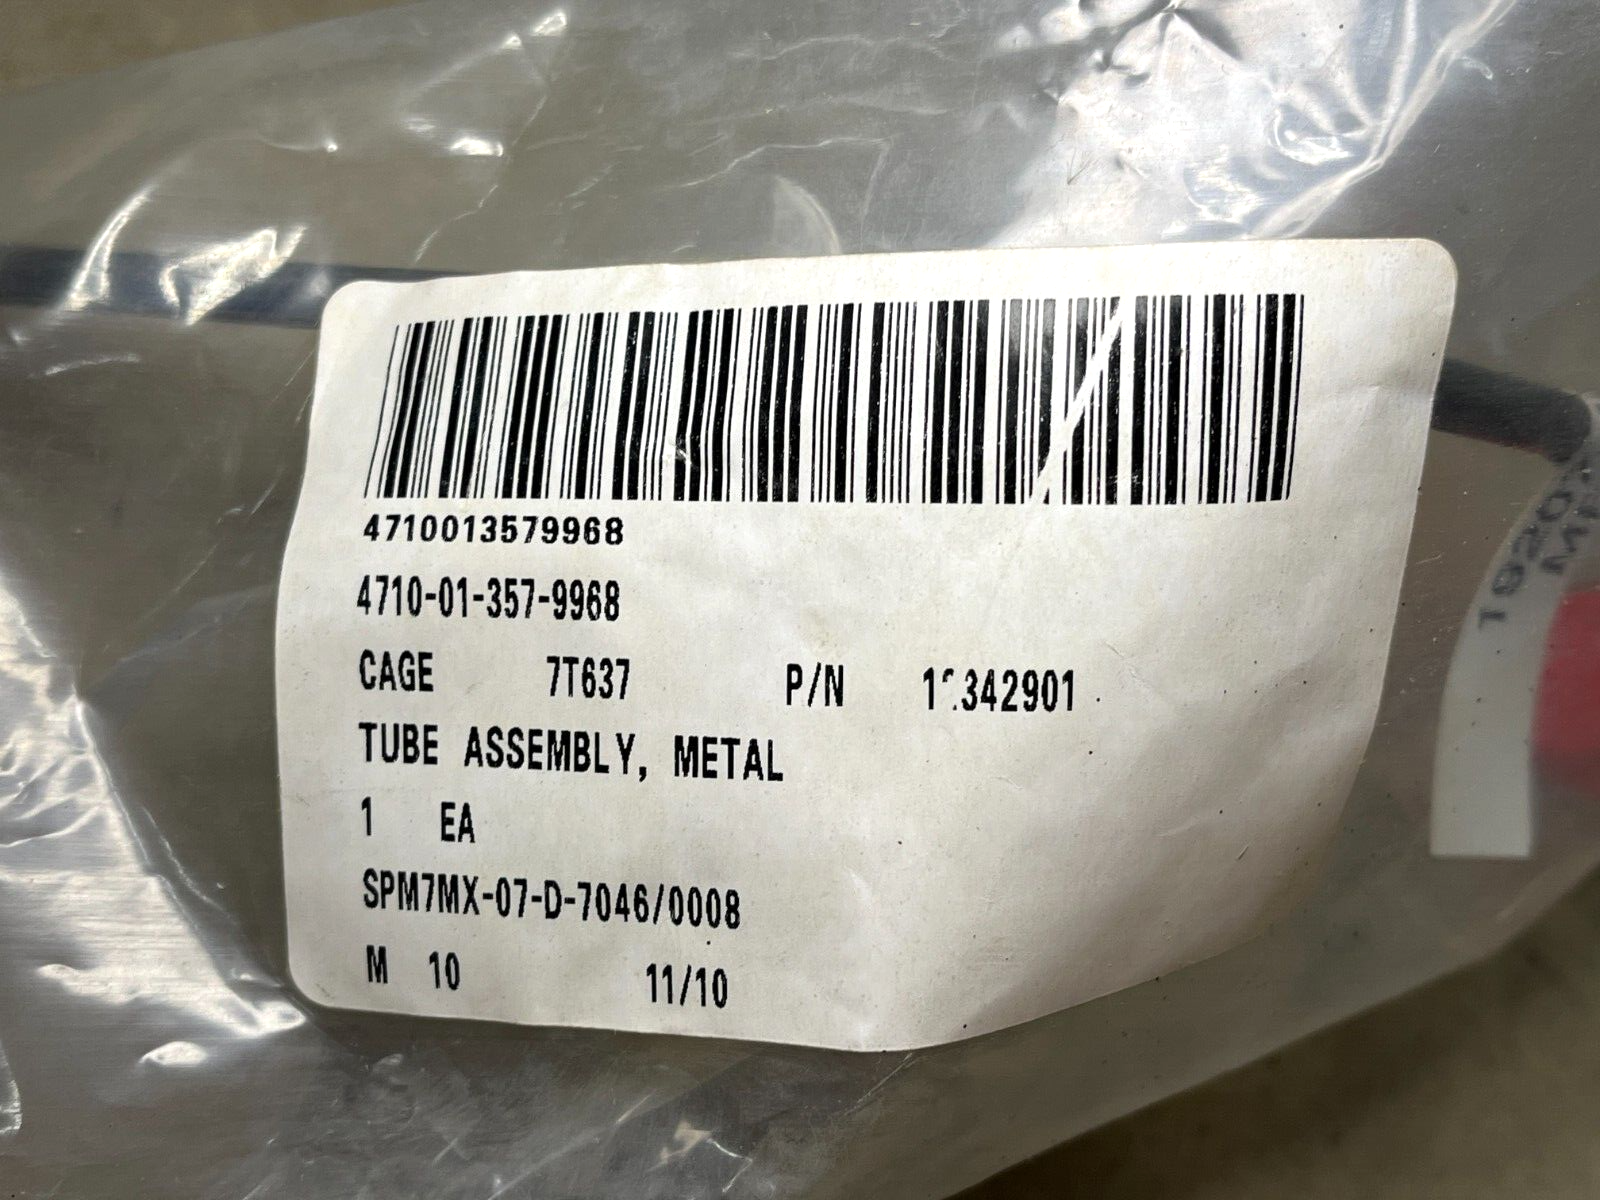 4710013579968
4710-01-357-9968
CAGE 7T637 P/N
TUBE ASSEMBLY, METAL
1 EA
SPM7MX-07-D-7046/0008
M 10 11/10